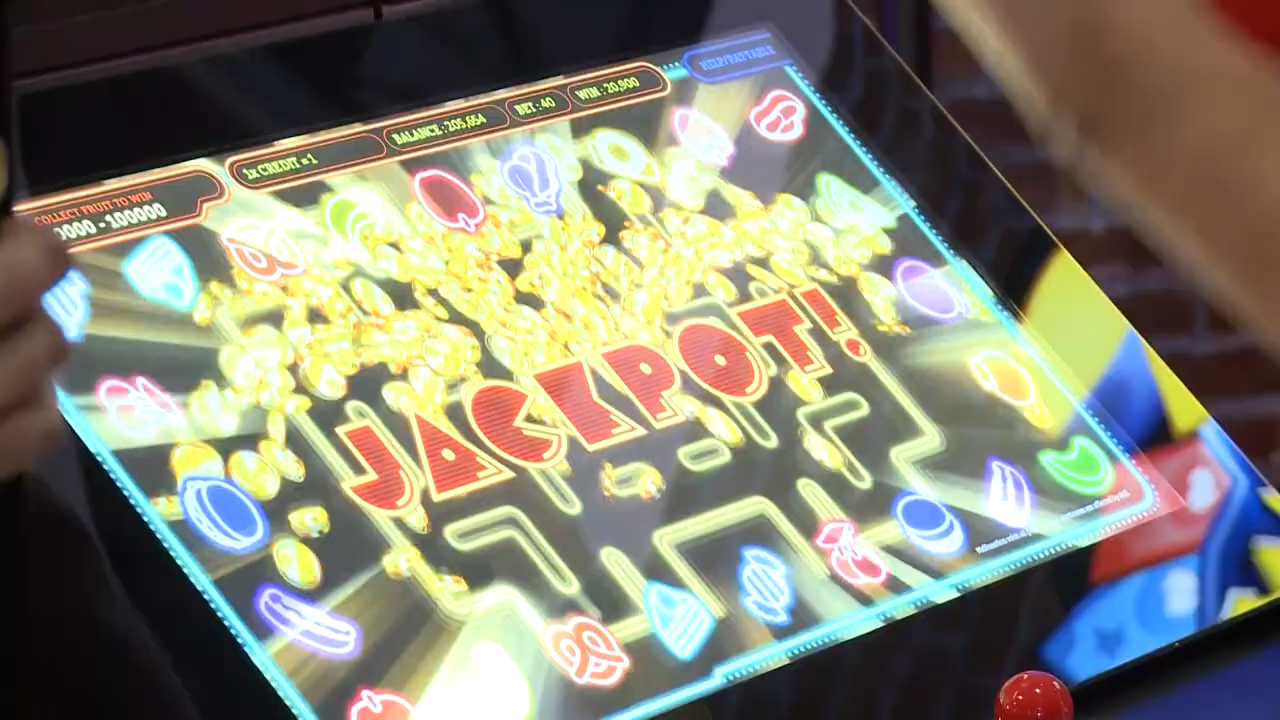 HELP/PAYTABLE
1x CREDIT = 1
BALANCE : 205,654
BET : 40
WIN : 20,900
COLLECT FRUIT TO WIN
000 - 100000
JACKPOT!